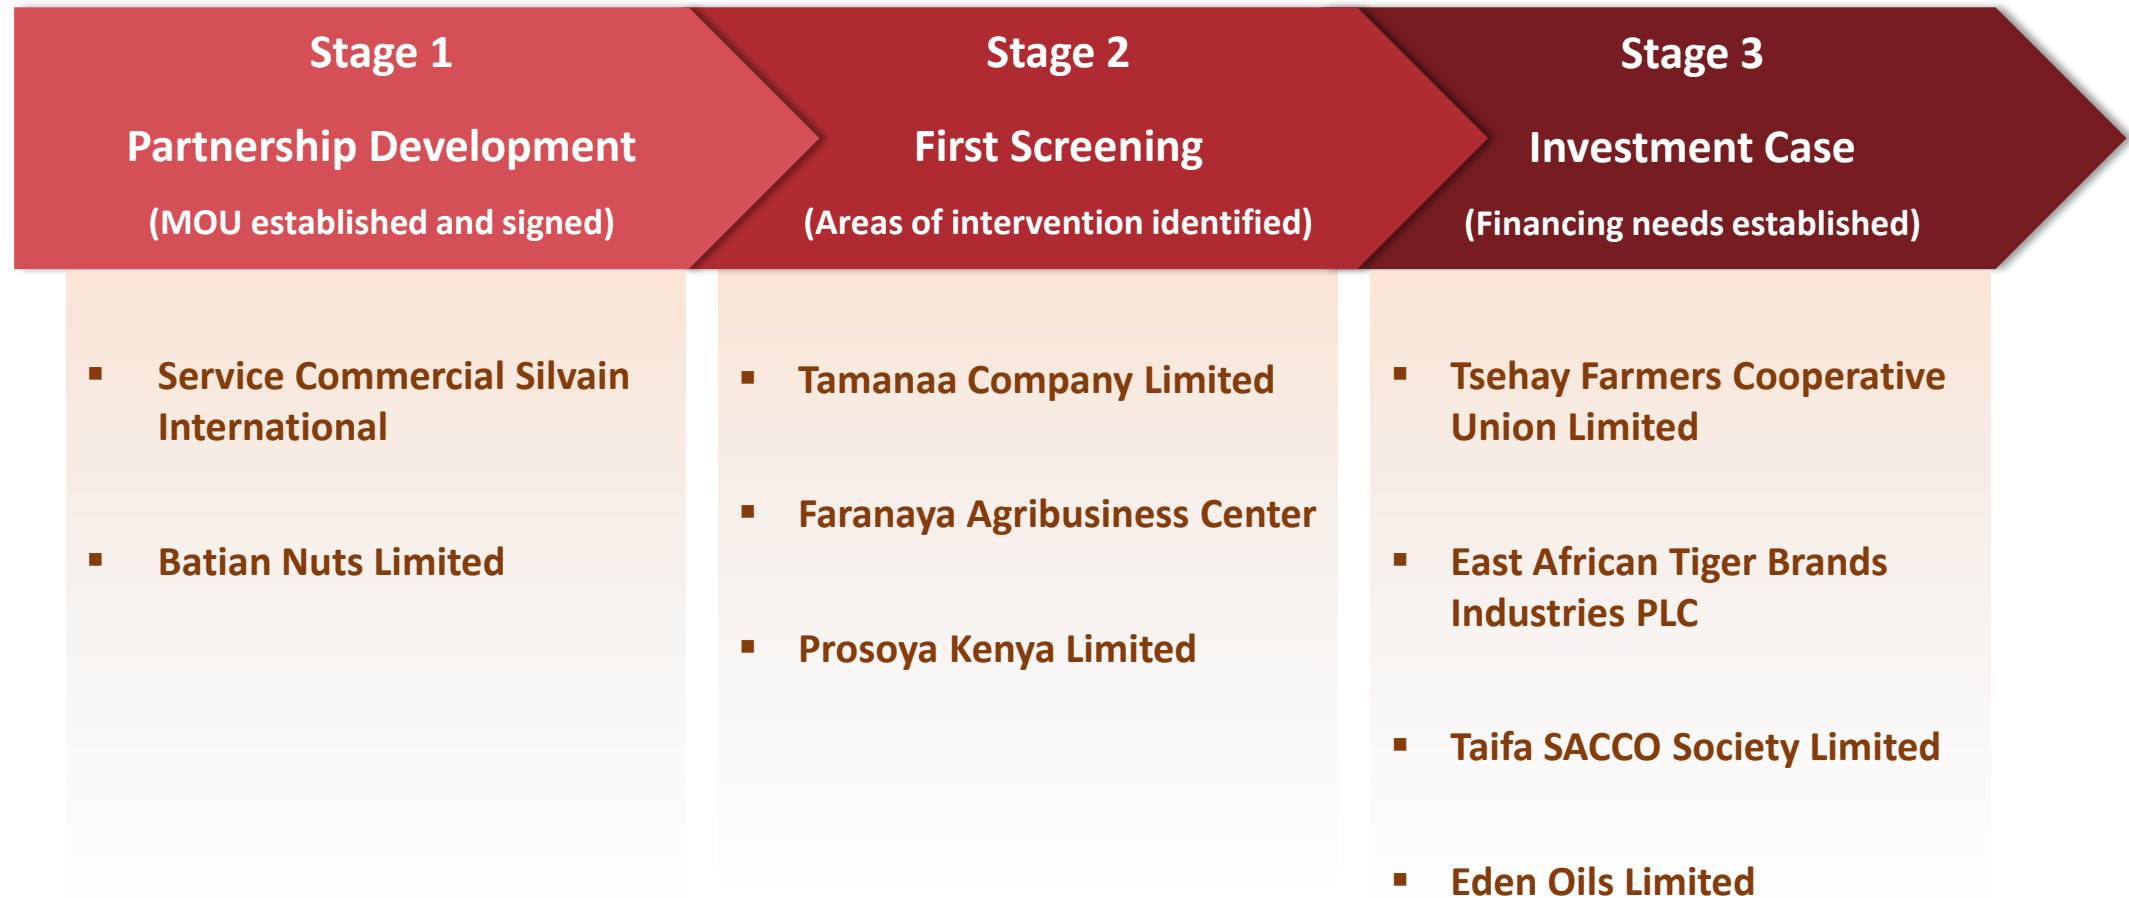 Stage 1
Partnership Development
(MOU established and signed)
Stage 2
First Screening
(Areas of intervention identified)
Stage 3
Investment Case
(Financing needs established)
▪ Service Commercial Silvain
International
▪ Batian Nuts Limited
▪ Tamanaa Company Limited
▪ Faranaya Agribusiness Center
▪ Prosoya Kenya Limited
▪ Tsehay Farmers Cooperative
Union Limited
▪ East African Tiger Brands
Industries PLC
▪ Taifa SACCO Society Limited
▪ Eden Oils Limited